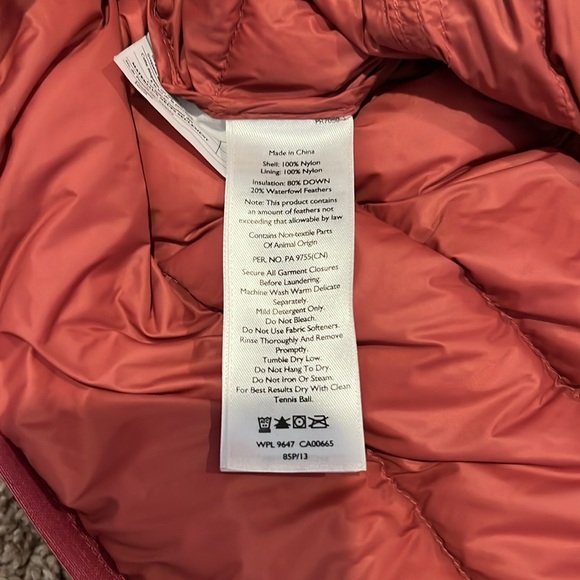 Made in China
Shell: 100% Nylon
Lining: 100% Nylon
Insulation: 80% DOWN
20% Waterfowl Feathers
Note: This product contains
an amount of feathers not
exceeding that allowable by law
Contains Non-textile Parts
Of Animal Origin
PER. NO. PA 9755(CN)
Secure All Garment Closures
Before Laundering.
Machine Wash Warm Delicate
Separately.
Mild Detergent Only.
Do Not Bleach.
Do Not Use Fabric Softeners.
Rinse Thoroughly And Remove
Promptly.
Tumble Dry Low.
Do Not Hang To Dry.
Do Not Iron Or Steam.
For Best Results Dry With Clean
Tennis Ball.
WPL 9647 CA00665
85P/13